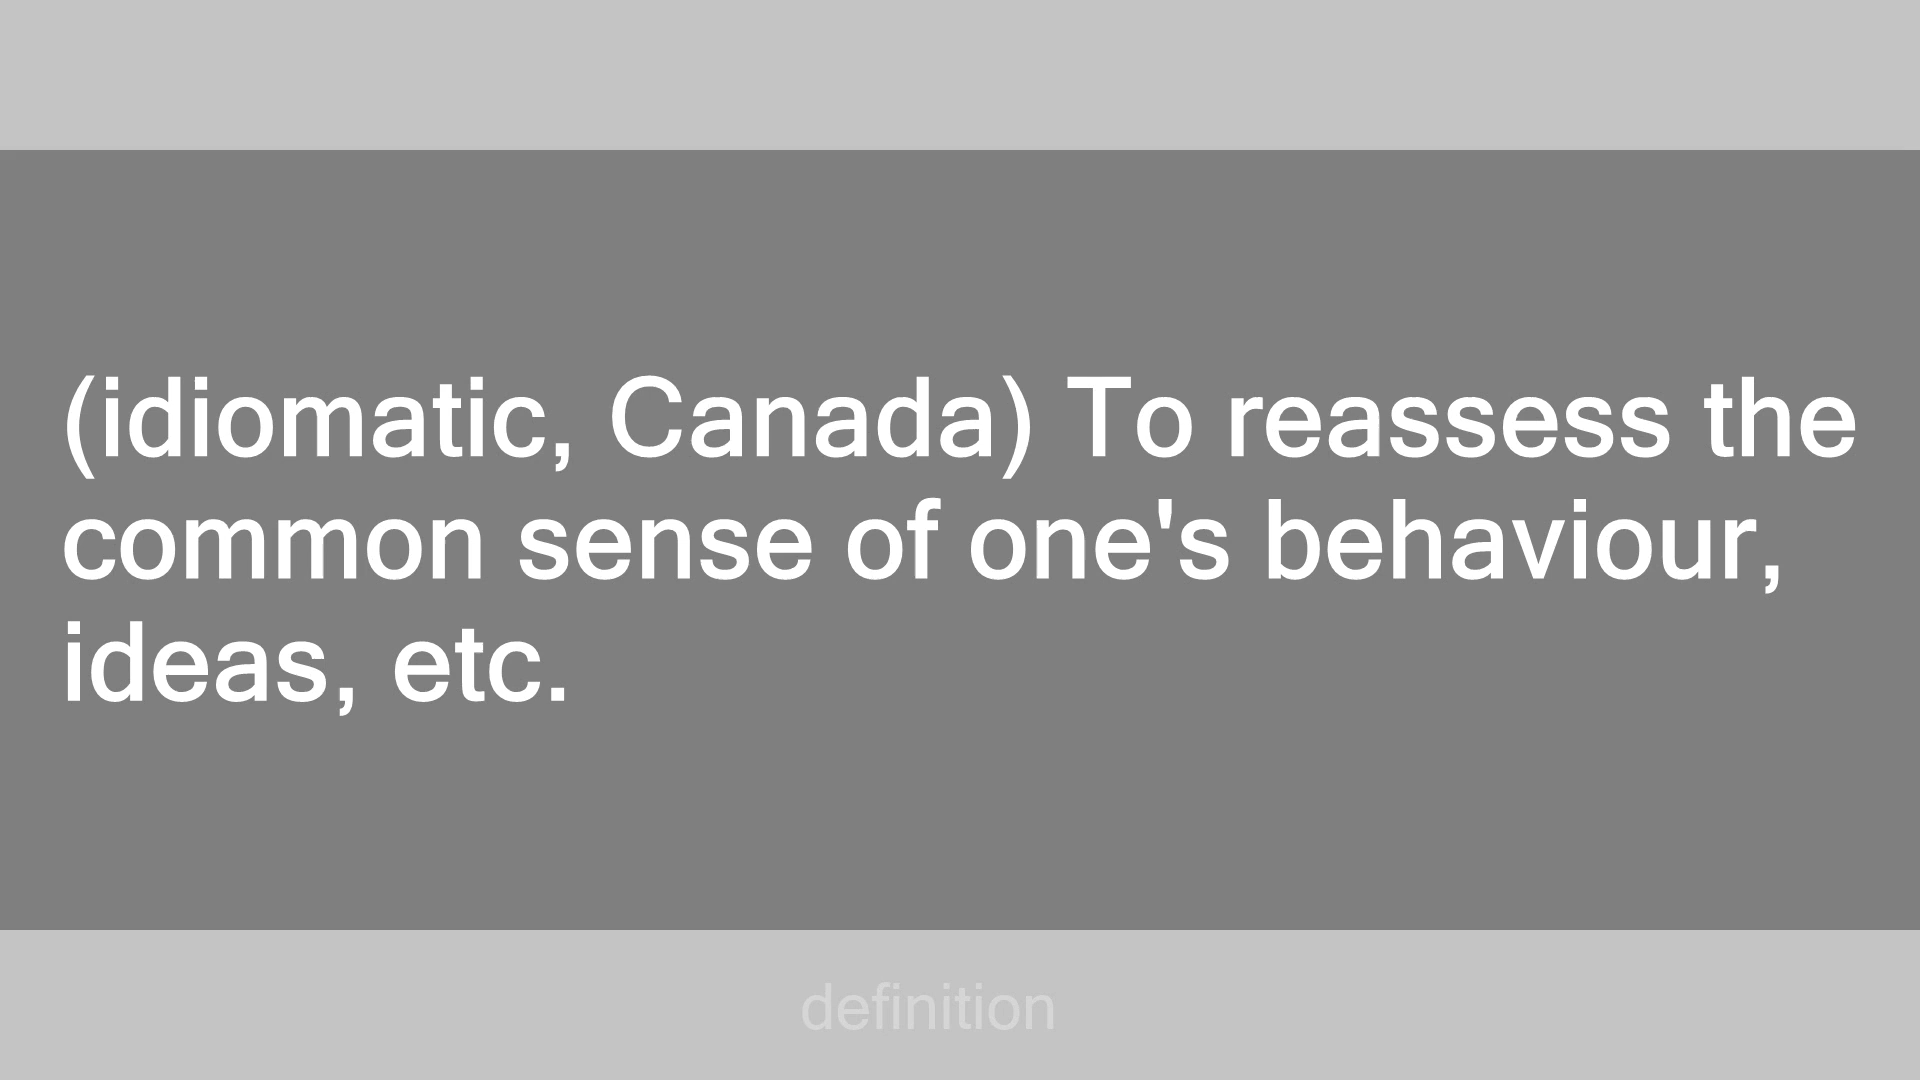 (idiomatic, Canada) To reassess the
common sense of one's behaviour,
ideas, etc.
definition